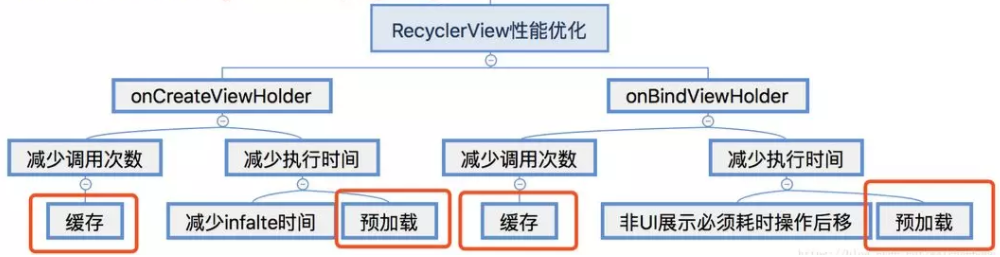 RecyclerView性能优化
onCreateViewHolder
onBindViewHolder
减少调用次数
减少执行时间
减少调用次数
减少执行时间
缓存
减少infalte时间
预加载
缓存
非UI展示必须耗时操作后移
预加载